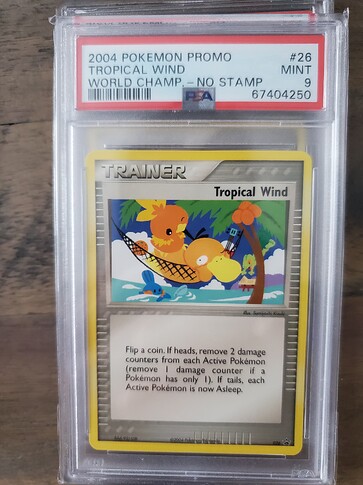 2004 POKEMON PROMO #26
TROPICAL WIND MINT
WORLD CHAMP.-NO STAMP 9
PSA 67404250
TRAINER
Tropical Wind
Flip a coin. If heads, remove 2 damage
counters from each Active Pokémon
(remove 1 damage counter if a
Pokémon has only 1). If tails, each
Active Pokémon is now Asleep.